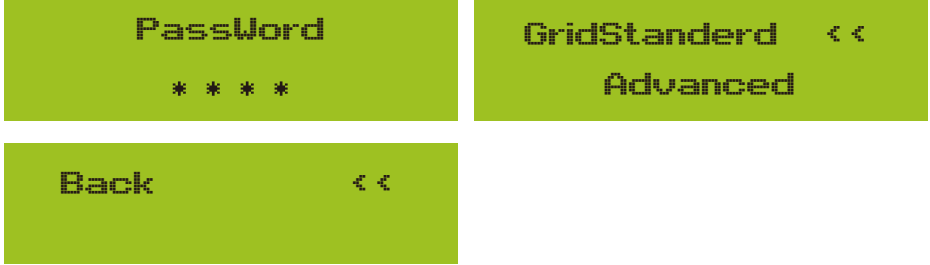 PassWord
* * * *
GridStanderd <<
Advanced
Back <<